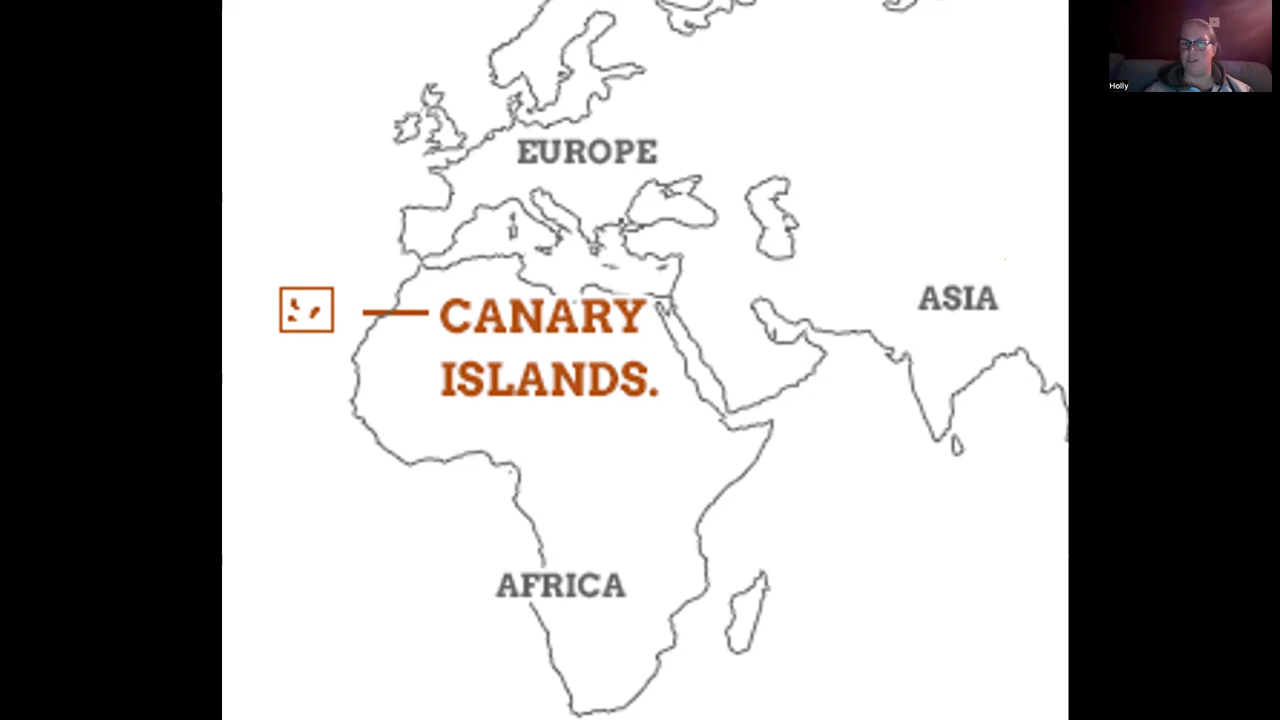 Holly
EUROPE
ASIA
CANARY
ISLANDS.
AFRICA